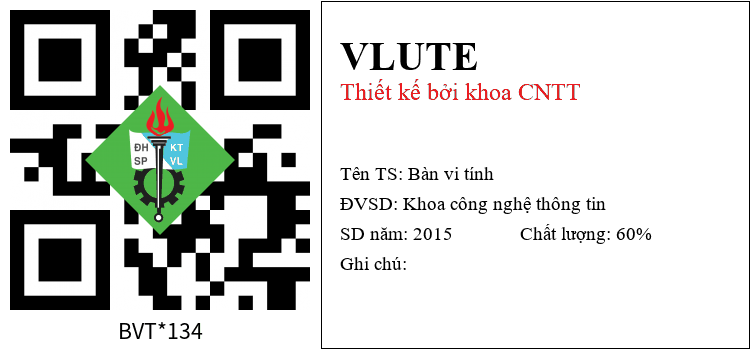 ĐH KT
SP VL
BVT*134
VLUTE
Thiết kế bởi khoa CNTT
Tên TS: Bàn vi tính
ĐVSD: Khoa công nghệ thông tin
SD năm: 2015 Chất lượng: 60%
Ghi chú: